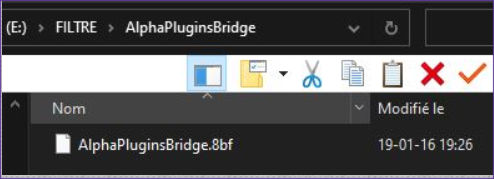 (E:) > FILTRE > AlphaPluginsBridge
Nom Modifié le
AlphaPluginsBridge.8bf 19-01-16 19:26